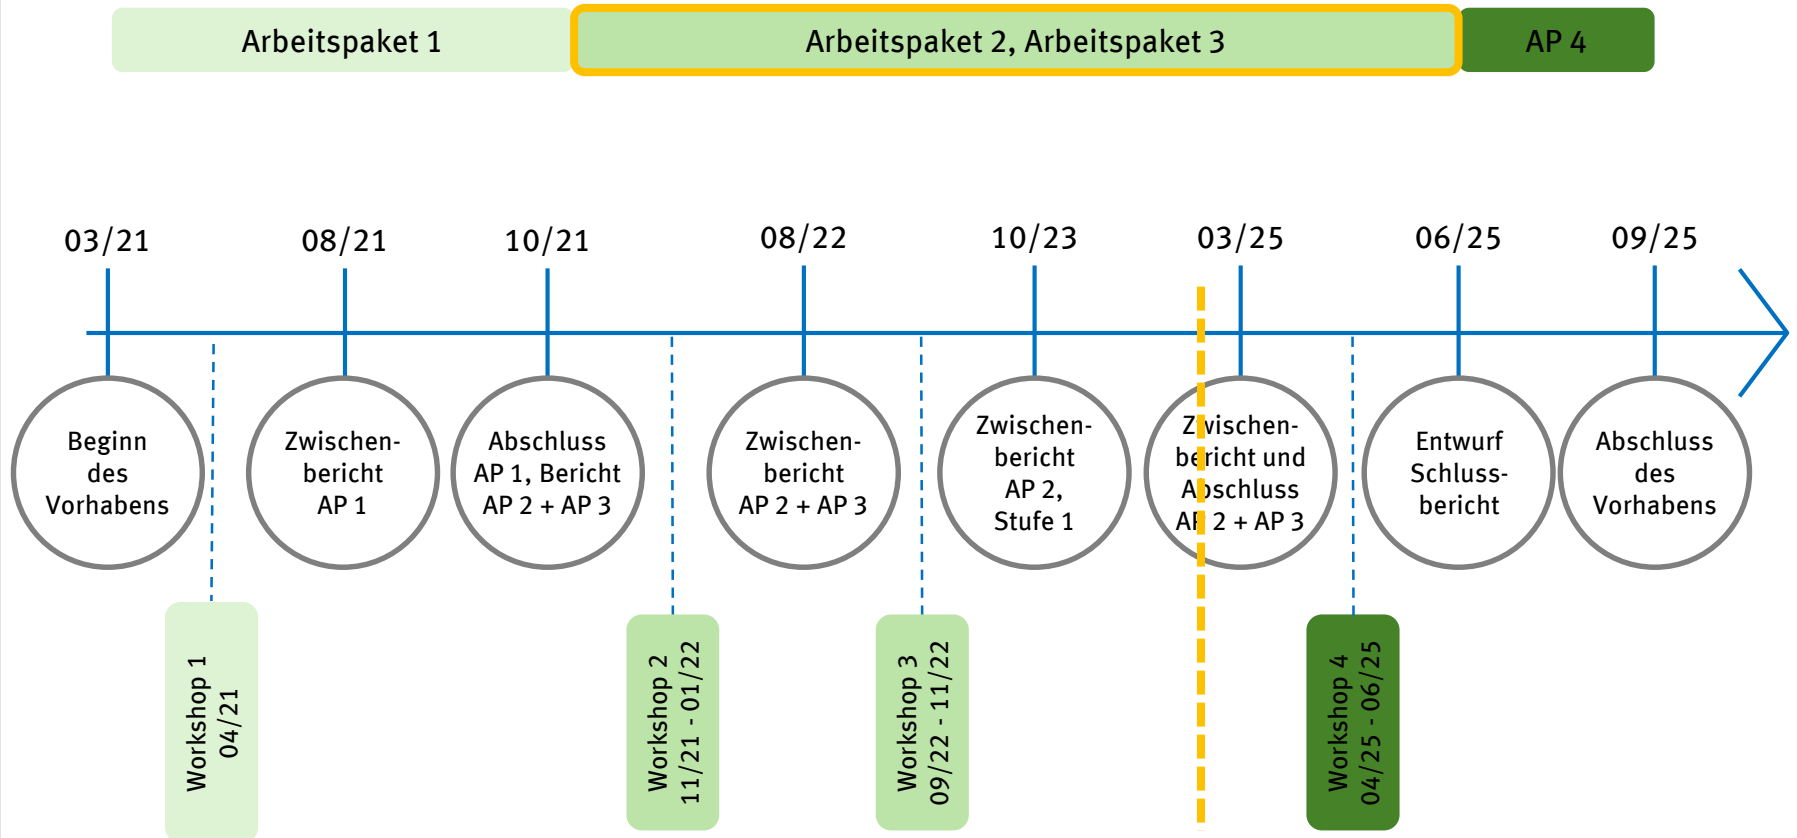 Arbeitspaket 1
Arbeitspaket 2, Arbeitspaket 3
AP 4
03/21
08/21
10/21
08/22
10/23
03/25
06/25
09/25
Beginn
des
Vorhabens
Zwischen-
bericht
AP 1
Abschluss
AP 1, Bericht
AP 2 + AP 3
Zwischen-
bericht
AP 2 + AP 3
Zwischen-
bericht
AP 2,
Stufe 1
Zwischen-
bericht und
Abschluss
AP 2 + AP 3
Entwurf
Schluss-
bericht
Abschluss
des
Vorhabens
Workshop 1
04/21
Workshop 2
11/21 - 01/22
Workshop 3
09/22 - 11/22
Workshop 4
04/25 - 06/25